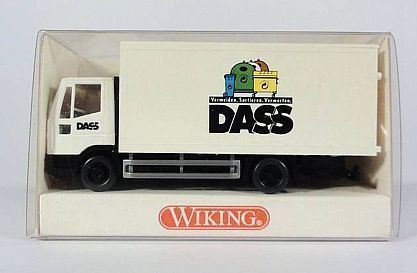 Vermeiden, Sortieren, Verwerten,
DASS
DASS
WIKING®